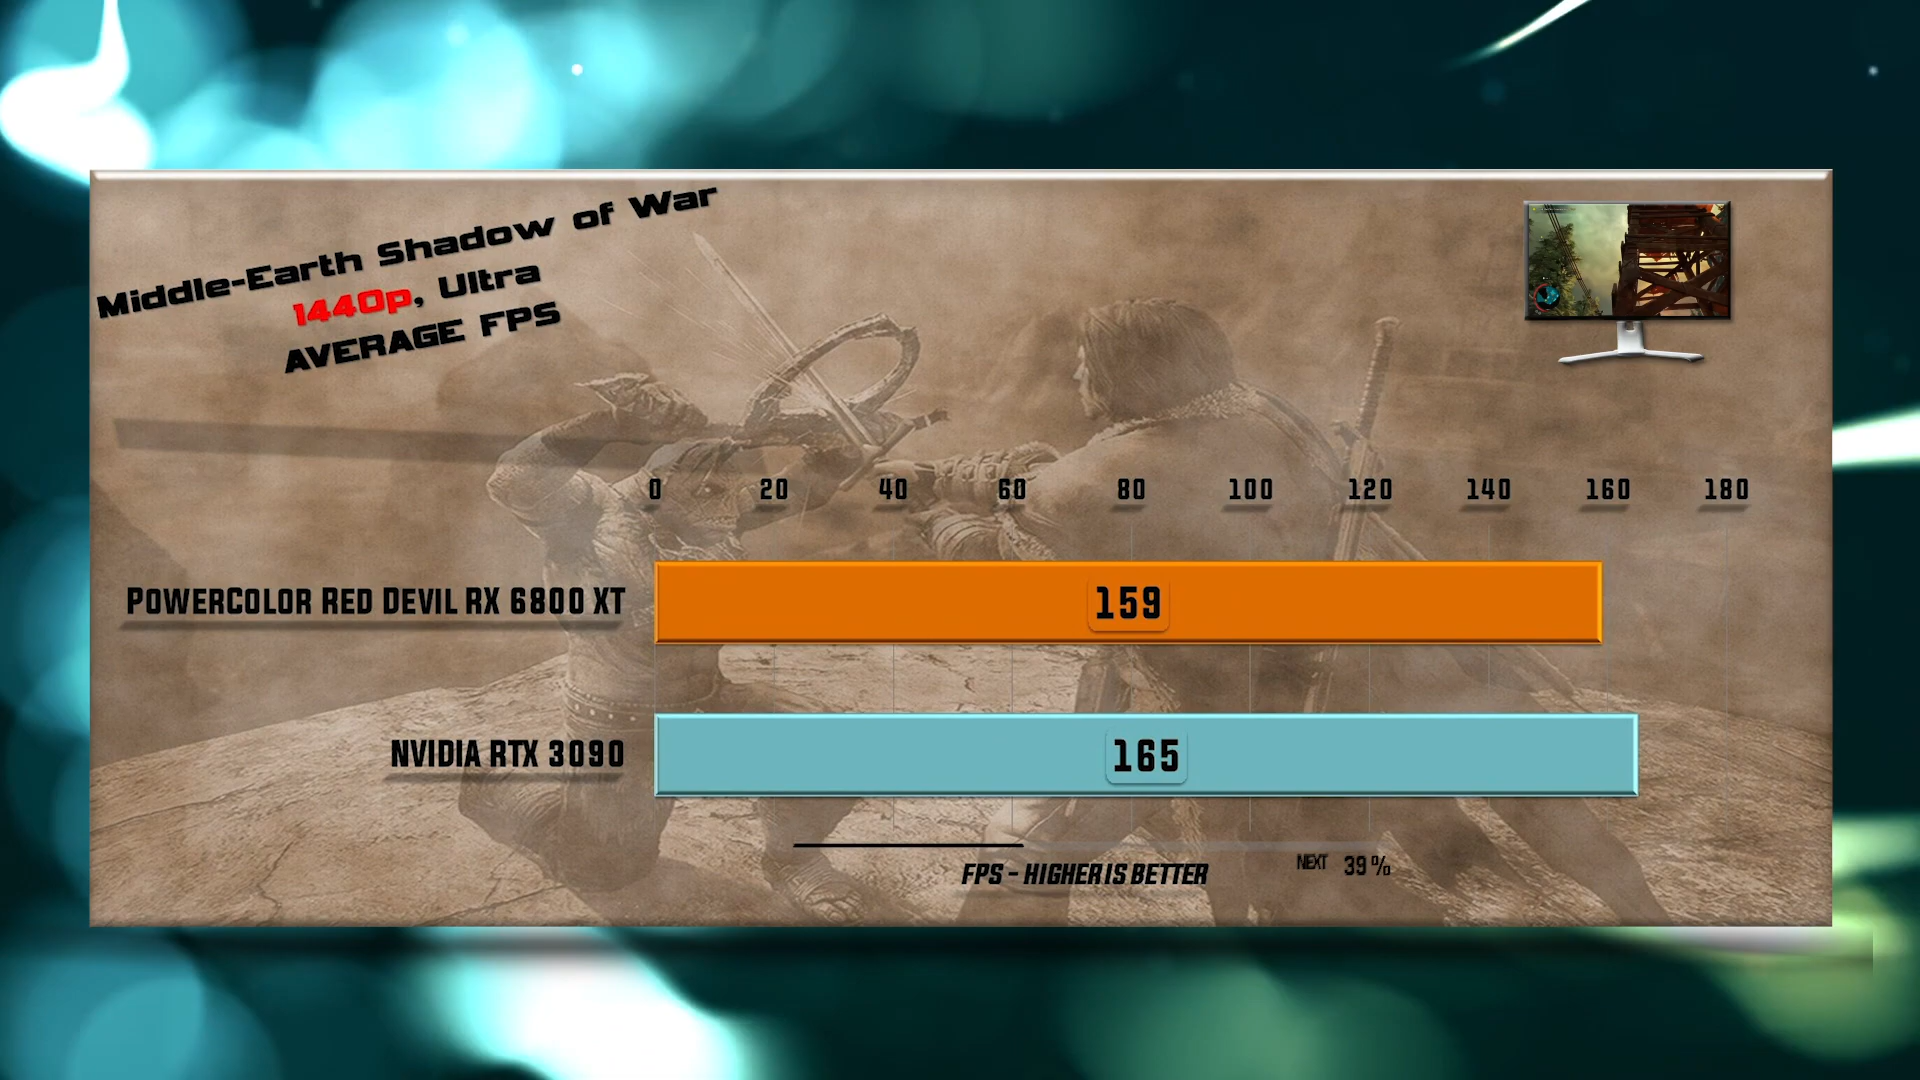 Middle-Earth Shadow of War
1440p, Ultra
AVERAGE FPS
0 20 40 60 80 100 120 140 160 180
POWERCOLOR RED DEVIL RX 6800 XT
159
NVIDIA RTX 3090
165
FPS - HIGHER IS BETTER
NEXT 39%